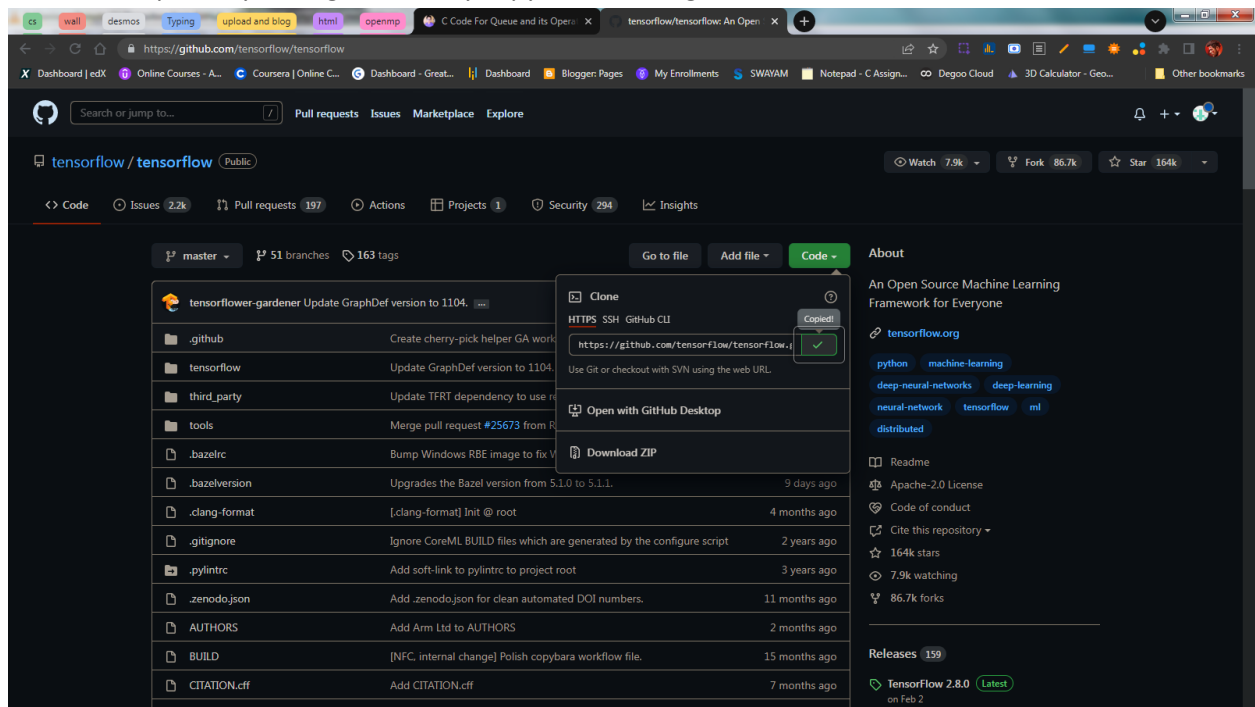 cs wall desmos Typing upload and blog html openmp C Code For Queue and its Opera tensorflow/tensorflow: An Open
https://github.com/tensorflow/tensorflow
Dashboard | edX Online Courses - A... Coursera | Online C... Dashboard - Great... Dashboard Blogger: Pages My Enrollments SWAYAM Notepad - C Assign... Degoo Cloud 3D Calculator - Geo... Other bookmarks
Search or jump to... / Pull requests Issues Marketplace Explore
tensorflow / tensorflow Public Watch 7.9k Fork 86.7k Star 164k
Code Issues 2.2k Pull requests 197 Actions Projects 1 Security 294 Insights
master 51 branches 163 tags Go to file Add file Code
tensorflower-gardener Update GraphDef version to 1104. ...
.github Create cherry-pick helper GA work
tensorflow Update GraphDef version to 1104.
third_party Update TFRT dependency to use re
tools Merge pull request #25673 from R
.bazelrc Bump Windows RBE image to fix W
.bazelversion Upgrades the Bazel version from 5.1.0 to 5.1.1. 9 days ago
.clang-format [.clang-format] Init @ root 4 months ago
.gitignore Ignore CoreML BUILD files which are generated by the configure script 2 years ago
.pylintrc Add soft-link to pylintrc to project root 3 years ago
.zenodo.json Add .zenodo.json for clean automated DOI numbers. 11 months ago
AUTHORS Add Arm Ltd to AUTHORS 2 months ago
BUILD [NFC, internal change] Polish copybara workflow file. 15 months ago
CITATION.cff Add CITATION.cff 7 months ago
Clone
HTTPS SSH GitHub CLI Copied!
https://github.com/tensorflow/tensorflow.g
Use Git or checkout with SVN using the web URL.
Open with GitHub Desktop
Download ZIP
About
An Open Source Machine Learning
Framework for Everyone
tensorflow.org
python machine-learning
deep-neural-networks deep-learning
neural-network tensorflow ml
distributed
Readme
Apache-2.0 License
Code of conduct
Cite this repository
164k stars
7.9k watching
86.7k forks
Releases 159
TensorFlow 2.8.0 Latest
on Feb 2